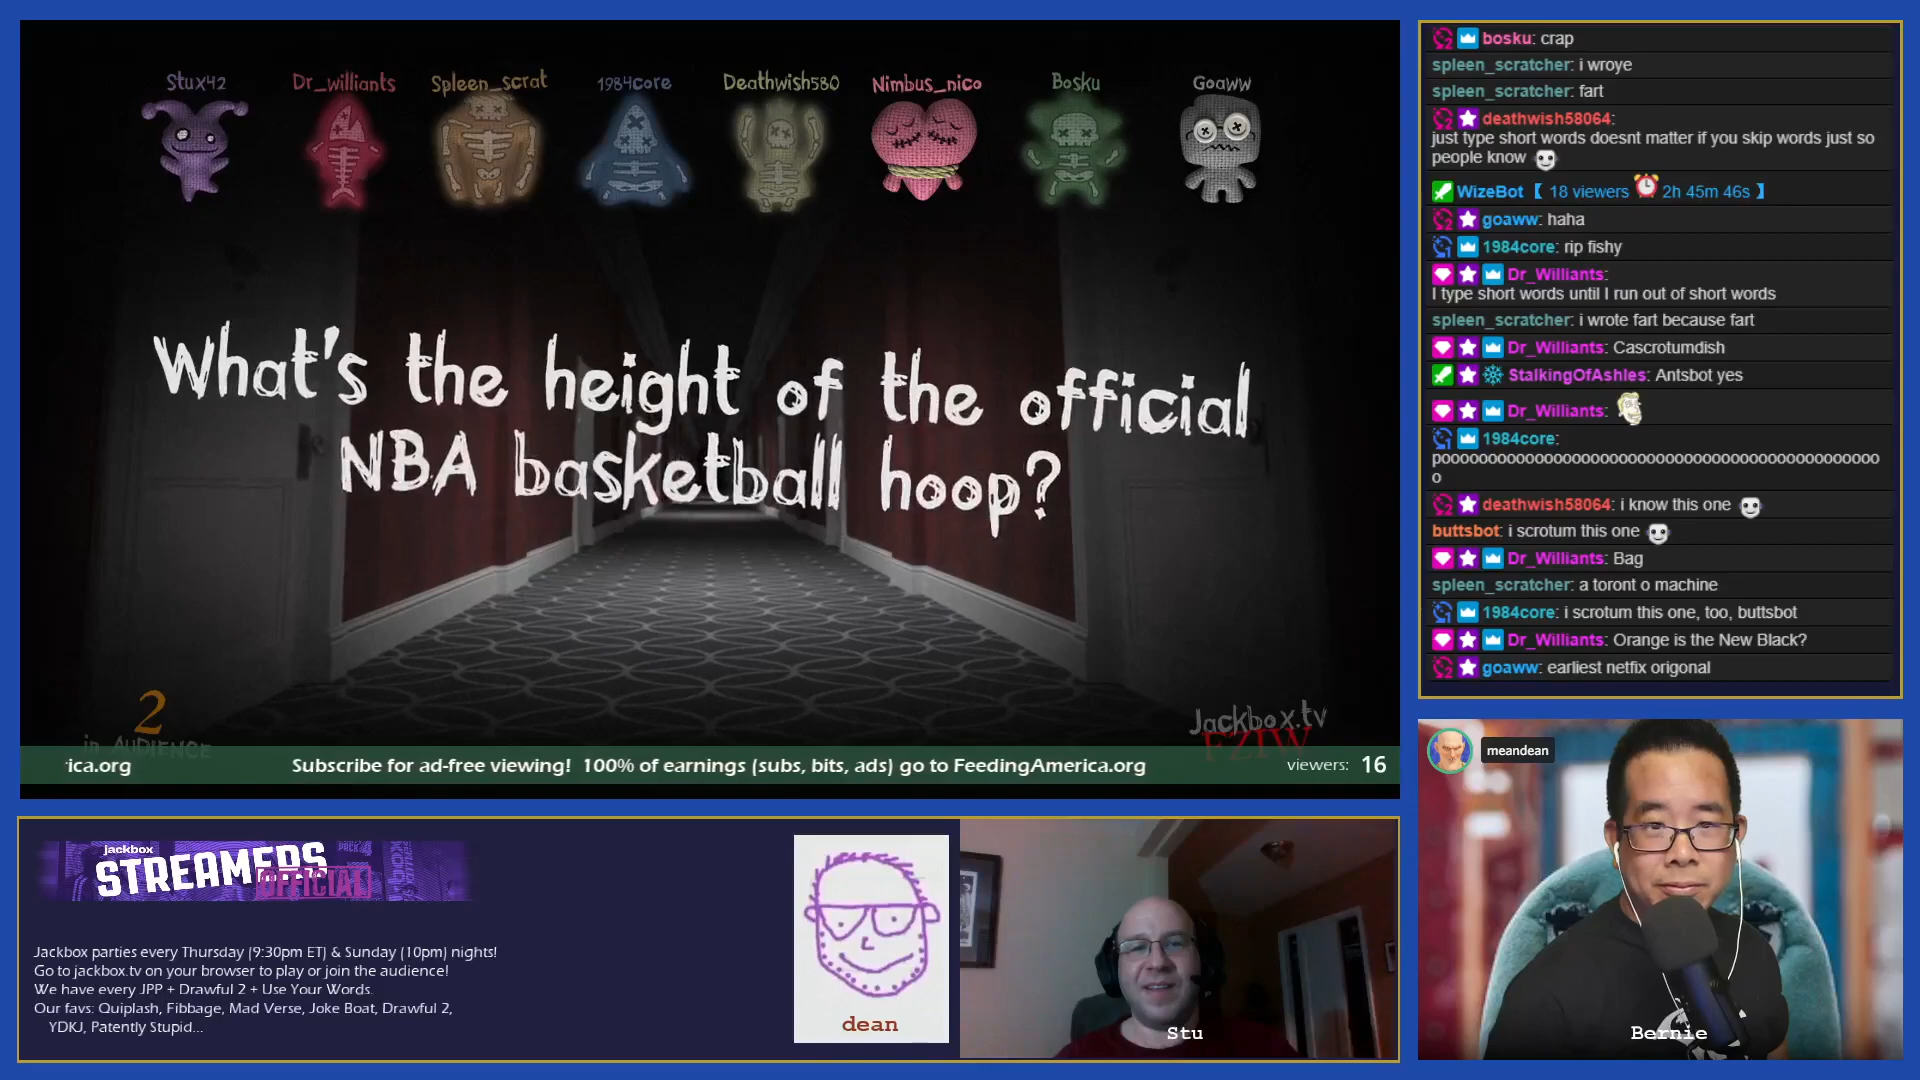 Stux42
Dr_williants
Spleen_scrat
1984core
Deathwish580
Nimbus_nico
Bosku
Goaww
What's the height of the official
NBA basketball hoop?
2
in AUDIENCE
Jackbox.tv
FZIW
ica.org
Subscribe for ad-free viewing! 100% of earnings (subs, bits, ads) go to FeedingAmerica.org
viewers: 16
bosku: crap
spleen_scratcher: i wroye
spleen_scratcher: fart
deathwish58064:
just type short words doesnt matter if you skip words just so
people know
WizeBot 【 18 viewers 2h 45m 46s 】
goaww: haha
1984core: rip fishy
Dr_Williants:
I type short words until I run out of short words
spleen_scratcher: i wrote fart because fart
Dr_Williants: Cascrotumdish
StalkingOfAshles: Antsbot yes
Dr_Williants:
1984core:
poooooooooooooooooooooooooooooooooooooooooooooooo
o
deathwish58064: i know this one
buttsbot: i scrotum this one
Dr_Williants: Bag
spleen_scratcher: a toront o machine
1984core: i scrotum this one, too, buttsbot
Dr_Williants: Orange is the New Black?
goaww: earliest netfix origonal
jackbox
STREAMERS
OFFICIAL
Jackbox parties every Thursday (9:30pm ET) & Sunday (10pm) nights!
Go to jackbox.tv on your browser to play or join the audience!
We have every JPP + Drawful 2 + Use Your Words.
Our favs: Quiplash, Fibbage, Mad Verse, Joke Boat, Drawful 2,
YDKJ, Patently Stupid...
dean
Stu
meandean
Bernie